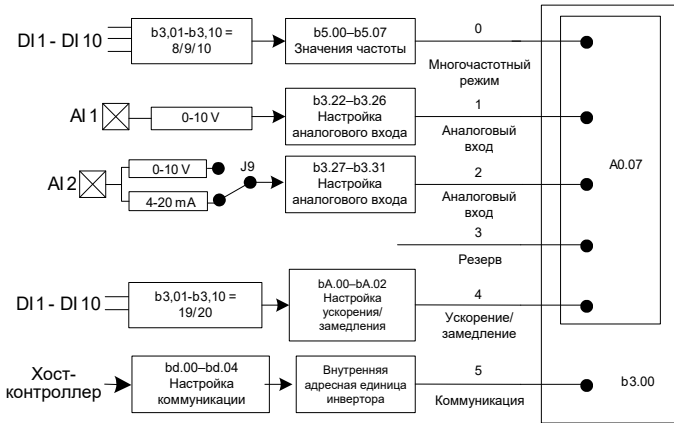 DI1 - DI10
b3,01-b3,10 =
8/9/10
b5.00–b5.07
Значения частоты
0
Многочастотный
режим
AI 1
0-10 V
b3.22–b3.26
Настройка
аналогового входа
1
Аналоговый
вход
A0.07
AI 2
0-10 V
4-20 mA
J9
b3.27–b3.31
Настройка
аналогового входа
2
Аналоговый
вход
3
Резерв
DI1 - DI10
b3,01-b3,10 =
19/20
bA.00–bA.02
Настройка
ускорения/
замедления
4
Ускорение/
замедление
Хост-
контроллер
bd.00–bd.04
Настройка
коммуникации
Внутренняя
адресная единица
инвертора
5
Коммуникация
b3.00